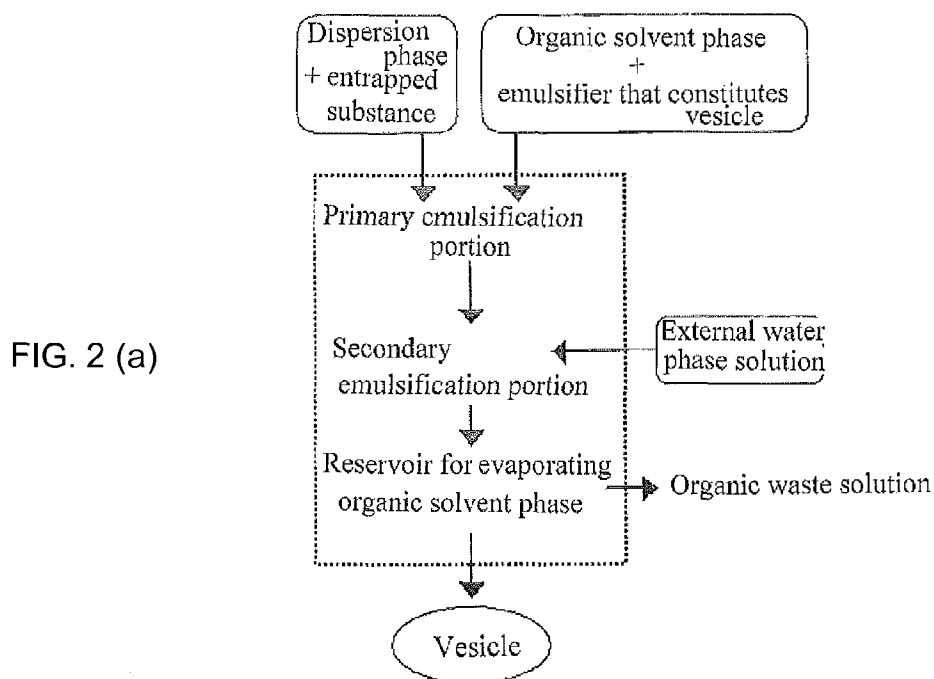 Dispersion
phase
+ entrapped
substance
Organic solvent phase
+
emulsifier that constitutes
vesicle
Primary emulsification
portion
FIG. 2 (a)
Secondary
emulsification portion
External water
phase solution
Reservoir for evaporating
organic solvent phase
Organic waste solution
Vesicle